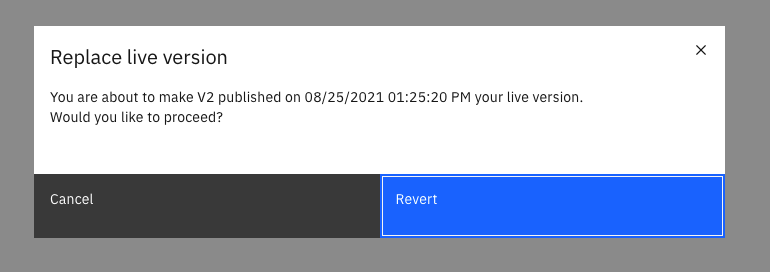 Replace live version
You are about to make V2 published on 08/25/2021 01:25:20 PM your live version.
Would you like to proceed?
Cancel
Revert